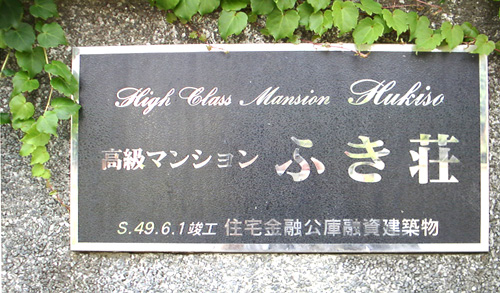 High Class Mansion Hukiso
高級マンション ふき荘
S.49.6.1竣工 住宅金融公庫融資建築物